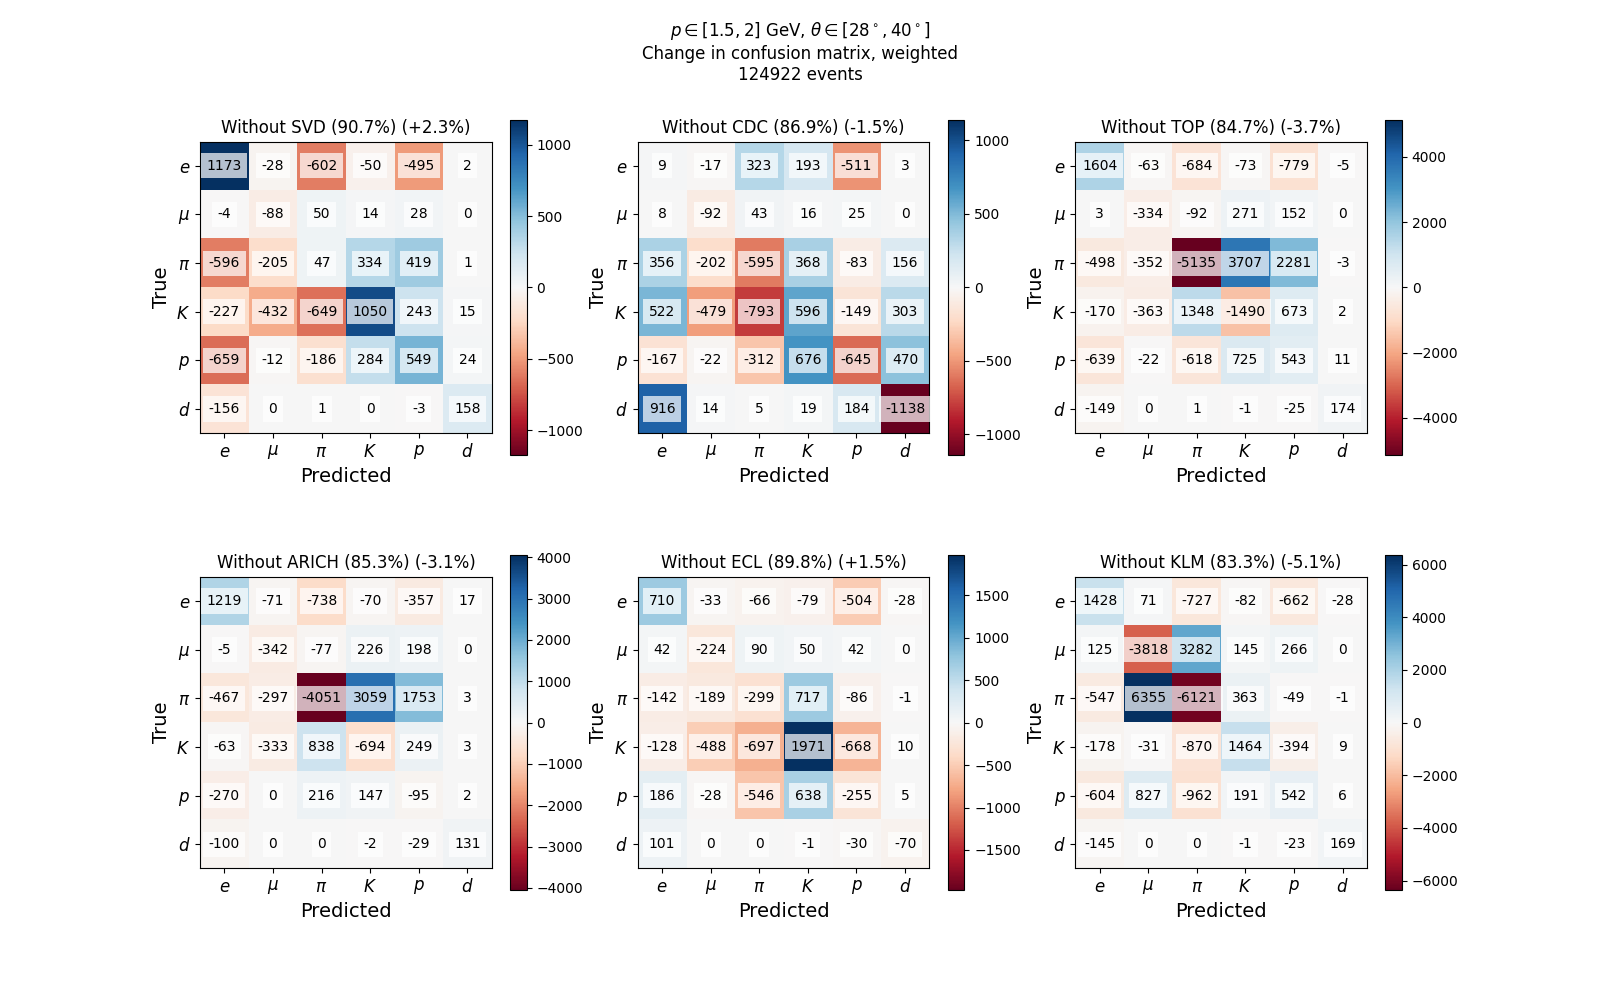 p ∈ [1.5, 2] GeV, θ ∈ [28°, 40°]
Change in confusion matrix, weighted
124922 events
Without SVD (90.7%) (+2.3%)
e 1173 -28 -602 -50 -495 2
μ -4 -88 50 14 28 0
π -596 -205 47 334 419 1
K -227 -432 -649 1050 243 15
p -659 -12 -186 284 549 24
d -156 0 1 0 -3 158
e μ π K p d
Predicted
True
1000
500
0
−500
−1000
Without CDC (86.9%) (-1.5%)
e 9 -17 323 193 -511 3
μ 8 -92 43 16 25 0
π 356 -202 -595 368 -83 156
K 522 -479 -793 596 -149 303
p -167 -22 -312 676 -645 470
d 916 14 5 19 184 -1138
e μ π K p d
Predicted
True
1000
500
0
−500
−1000
Without TOP (84.7%) (-3.7%)
e 1604 -63 -684 -73 -779 -5
μ 3 -334 -92 271 152 0
π -498 -352 -5135 3707 2281 -3
K -170 -363 1348 -1490 673 2
p -639 -22 -618 725 543 11
d -149 0 1 -1 -25 174
e μ π K p d
Predicted
True
4000
2000
0
−2000
−4000
Without ARICH (85.3%) (-3.1%)
e 1219 -71 -738 -70 -357 17
μ -5 -342 -77 226 198 0
π -467 -297 -4051 3059 1753 3
K -63 -333 838 -694 249 3
p -270 0 216 147 -95 2
d -100 0 0 -2 -29 131
e μ π K p d
Predicted
True
4000
3000
2000
1000
0
−1000
−2000
−3000
−4000
Without ECL (89.8%) (+1.5%)
e 710 -33 -66 -79 -504 -28
μ 42 -224 90 50 42 0
π -142 -189 -299 717 -86 -1
K -128 -488 -697 1971 -668 10
p 186 -28 -546 638 -255 5
d 101 0 0 -1 -30 -70
e μ π K p d
Predicted
True
1500
1000
500
0
−500
−1000
−1500
Without KLM (83.3%) (-5.1%)
e 1428 71 -727 -82 -662 -28
μ 125 -3818 3282 145 266 0
π -547 6355 -6121 363 -49 -1
K -178 -31 -870 1464 -394 9
p -604 827 -962 191 542 6
d -145 0 0 -1 -23 169
e μ π K p d
Predicted
True
6000
4000
2000
0
−2000
−4000
−6000